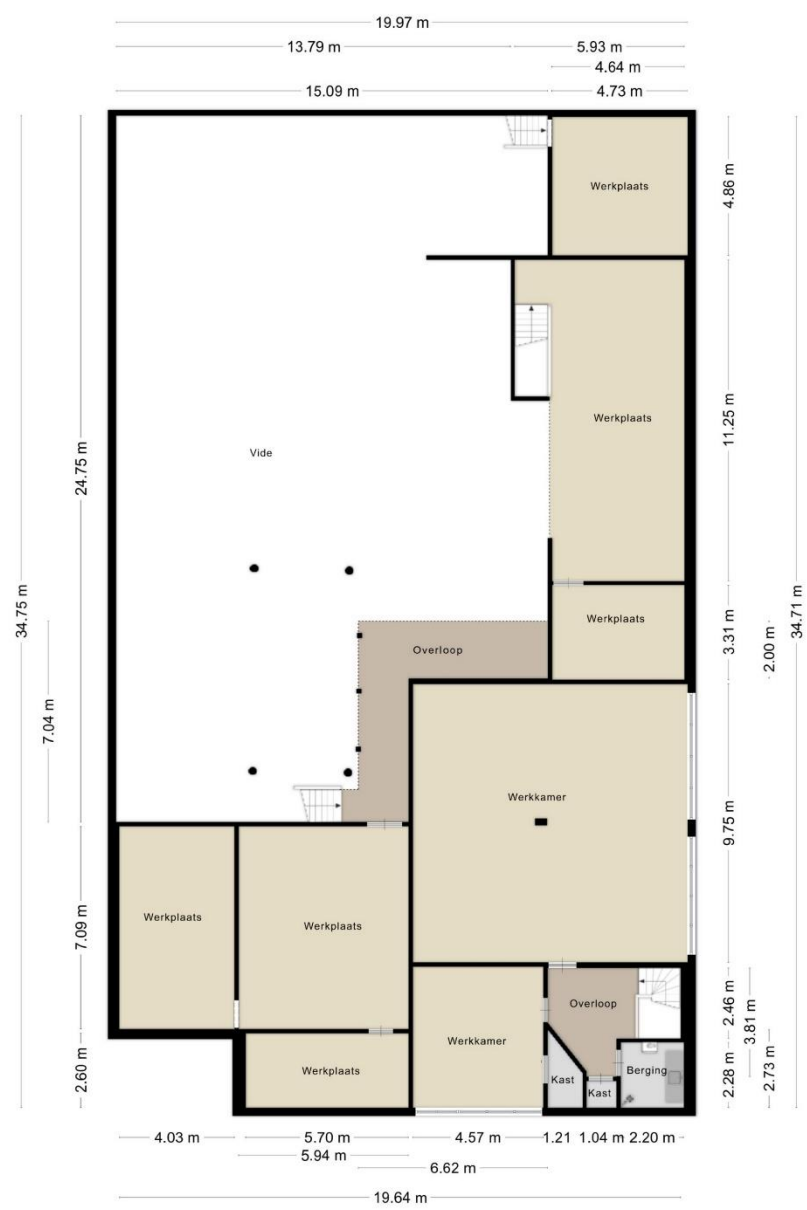 19.97 m
13.79 m
5.93 m
4.64 m
15.09 m
4.73 m
Werkplaats
4.86 m
Werkplaats
11.25 m
Vide
24.75 m
34.75 m
34.71 m
Werkplaats
3.31 m
2.00 m
Overloop
7.04 m
Werkkamer
9.75 m
Werkplaats
Werkplaats
7.09 m
Overloop
2.46 m
3.81 m
Werkkamer
Werkplaats
Kast
Kast
Berging
2.60 m
2.28 m
2.73 m
4.03 m
5.70 m
4.57 m
1.21
1.04 m
2.20 m
5.94 m
6.62 m
19.64 m